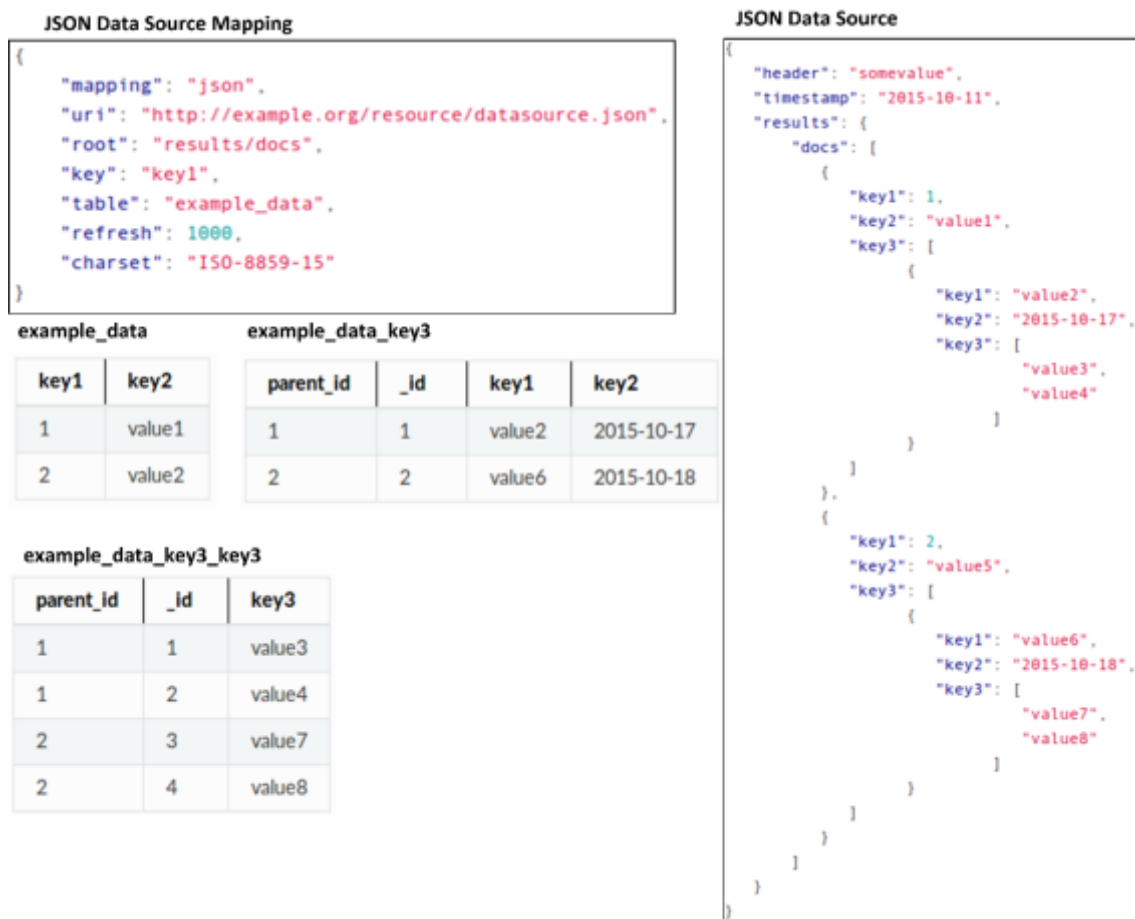 JSON Data Source Mapping
{
"mapping": "json",
"uri": "http://example.org/resource/datasource.json",
"root": "results/docs",
"key": "key1",
"table": "example_data",
"refresh": 1000,
"charset": "ISO-8859-15"
}
example_data
key1 key2
1 value1
2 value2
example_data_key3
parent_id _id key1 key2
1 1 value2 2015-10-17
2 2 value6 2015-10-18
example_data_key3_key3
parent_id _id key3
1 1 value3
1 2 value4
2 3 value7
2 4 value8
JSON Data Source
{
"header": "somevalue",
"timestamp": "2015-10-11",
"results": {
"docs": [
{
"key1": 1,
"key2": "value1",
"key3": [
{
"key1": "value2",
"key2": "2015-10-17",
"key3": [
"value3",
"value4"
]
}
]
},
{
"key1": 2,
"key2": "value5",
"key3": [
{
"key1": "value6",
"key2": "2015-10-18",
"key3": [
"value7",
"value8"
]
}
]
}
]
}
}